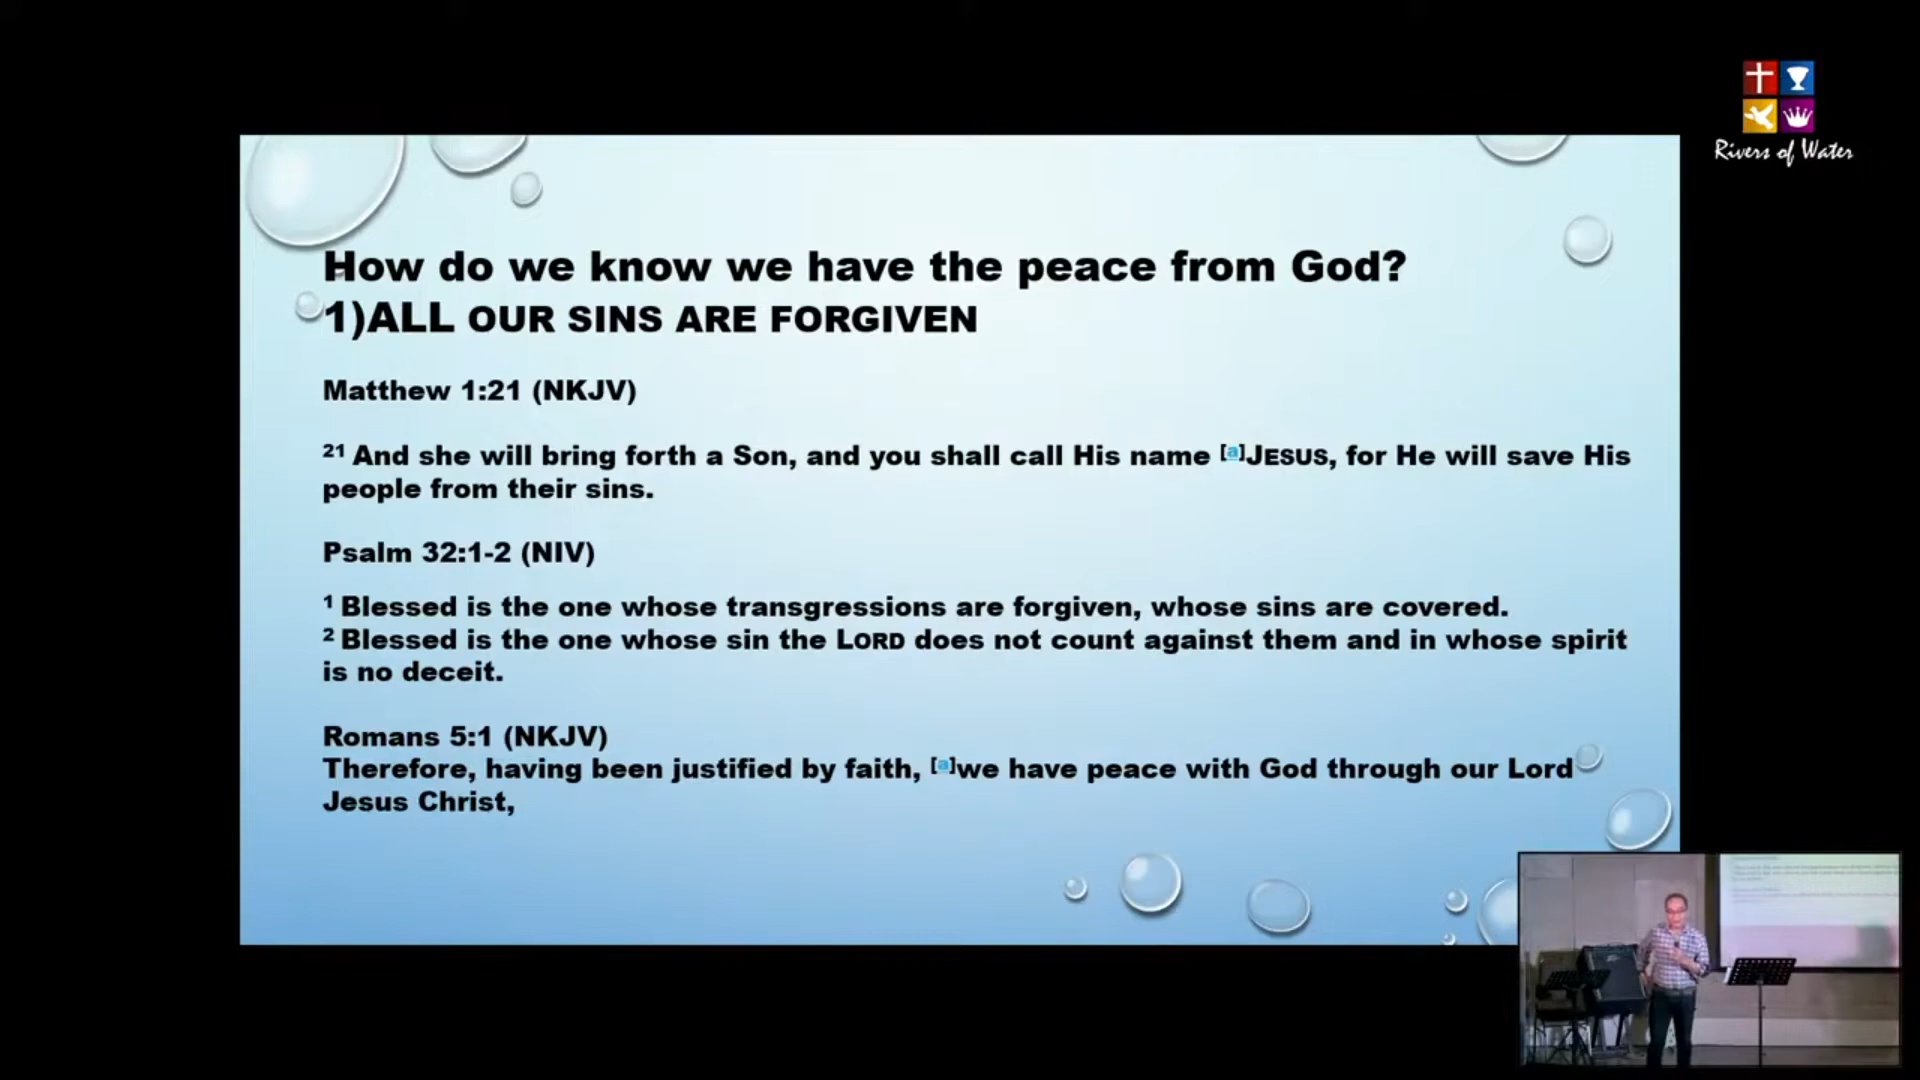 Rivers of Water
How do we know we have the peace from God?
1)ALL OUR SINS ARE FORGIVEN
Matthew 1:21 (NKJV)
21 And she will bring forth a Son, and you shall call His name [a]JESUS, for He will save His
people from their sins.
Psalm 32:1-2 (NIV)
1 Blessed is the one whose transgressions are forgiven, whose sins are covered.
2 Blessed is the one whose sin the LORD does not count against them and in whose spirit
is no deceit.
Romans 5:1 (NKJV)
Therefore, having been justified by faith, [a]we have peace with God through our Lord
Jesus Christ,